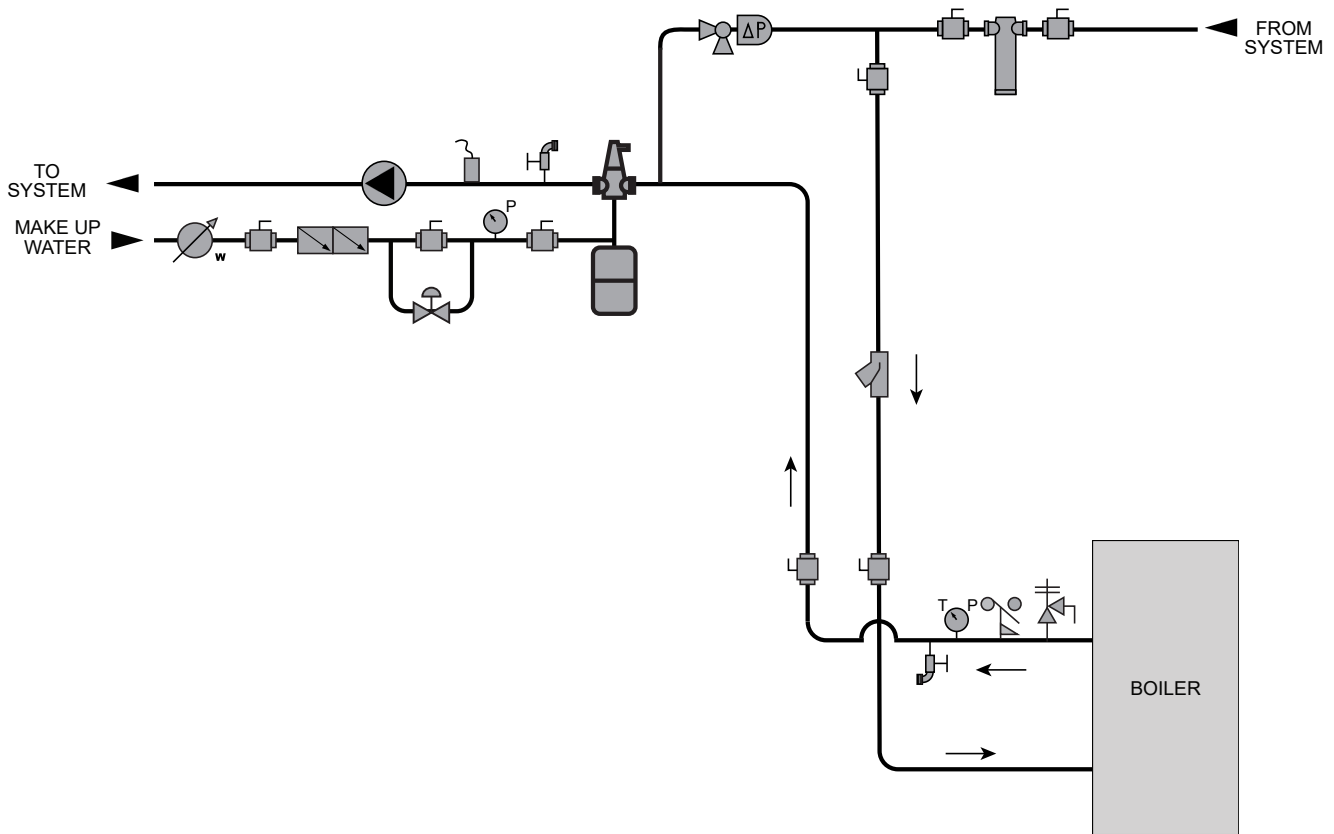 ΔP
FROM
SYSTEM
TO
SYSTEM
MAKE UP
WATER
P
w
T
P
BOILER